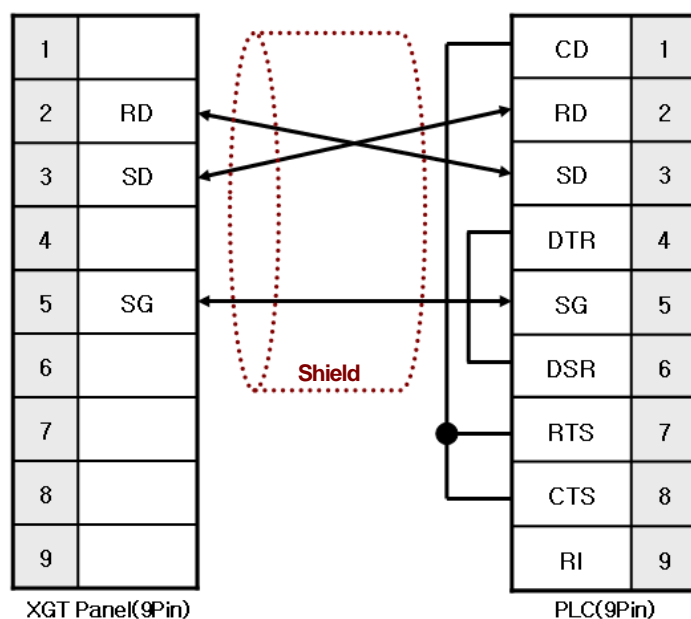 1 CD 1
2 RD RD 2
3 SD SD 3
4 DTR 4
5 SG SG 5
6 Shield DSR 6
7 RTS 7
8 CTS 8
9 RI 9
XGT Panel(9Pin) PLC(9Pin)